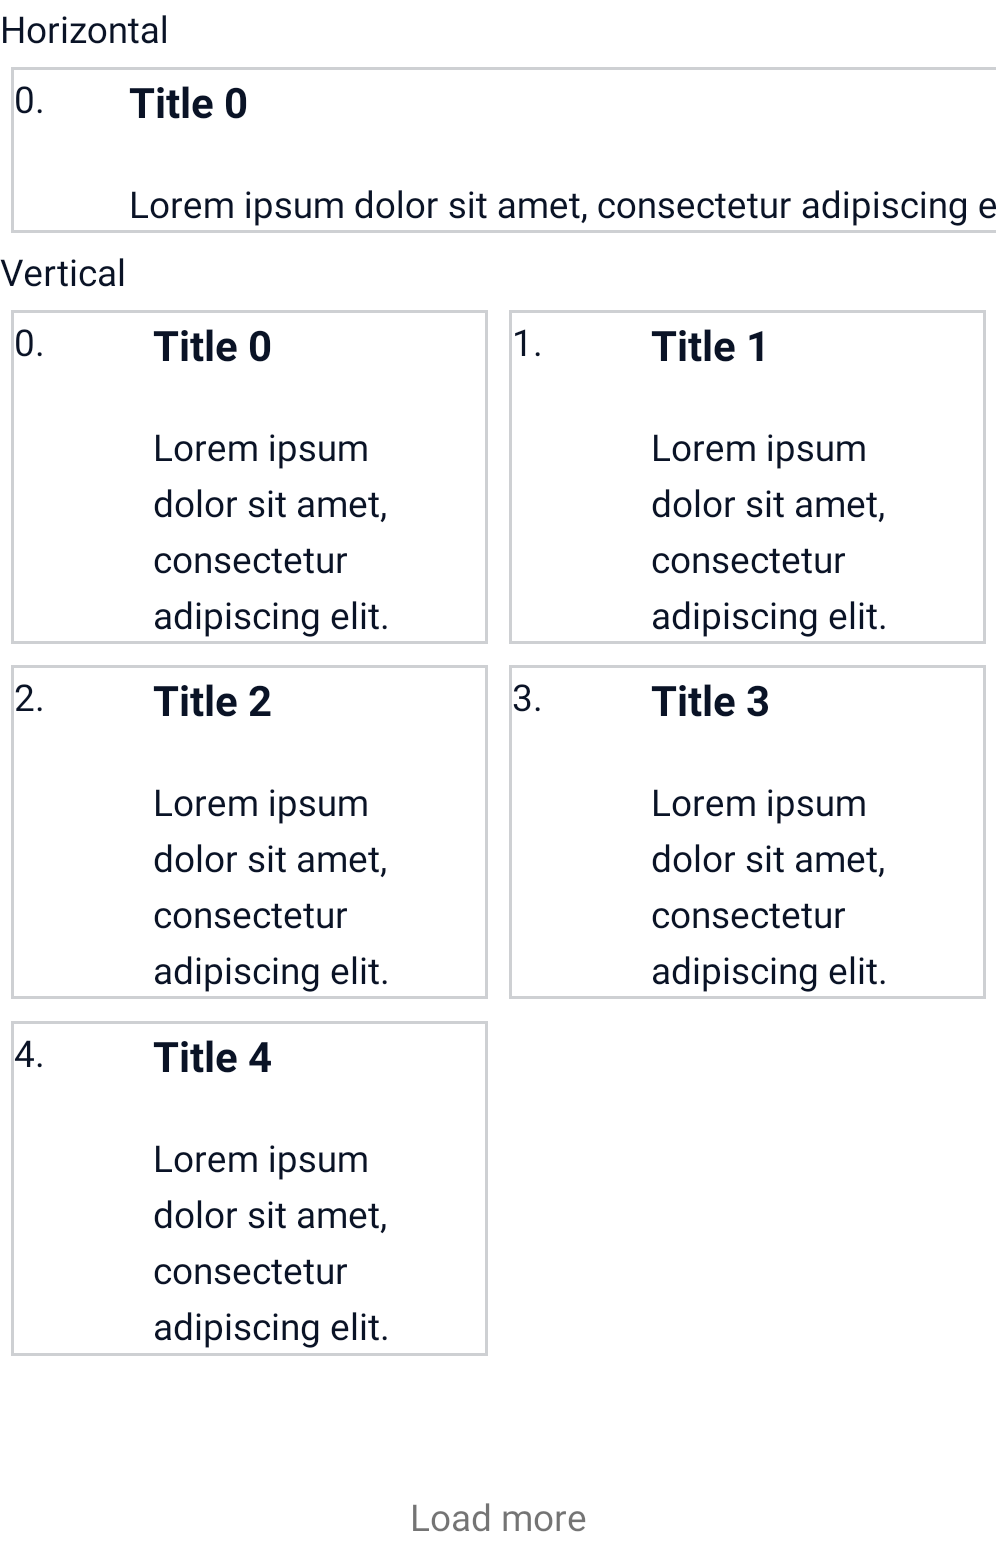 Horizontal
0. Title 0
Lorem ipsum dolor sit amet, consectetur adipiscing e
Vertical
0. Title 0
Lorem ipsum
dolor sit amet,
consectetur
adipiscing elit.
1. Title 1
Lorem ipsum
dolor sit amet,
consectetur
adipiscing elit.
2. Title 2
Lorem ipsum
dolor sit amet,
consectetur
adipiscing elit.
3. Title 3
Lorem ipsum
dolor sit amet,
consectetur
adipiscing elit.
4. Title 4
Lorem ipsum
dolor sit amet,
consectetur
adipiscing elit.
Load more